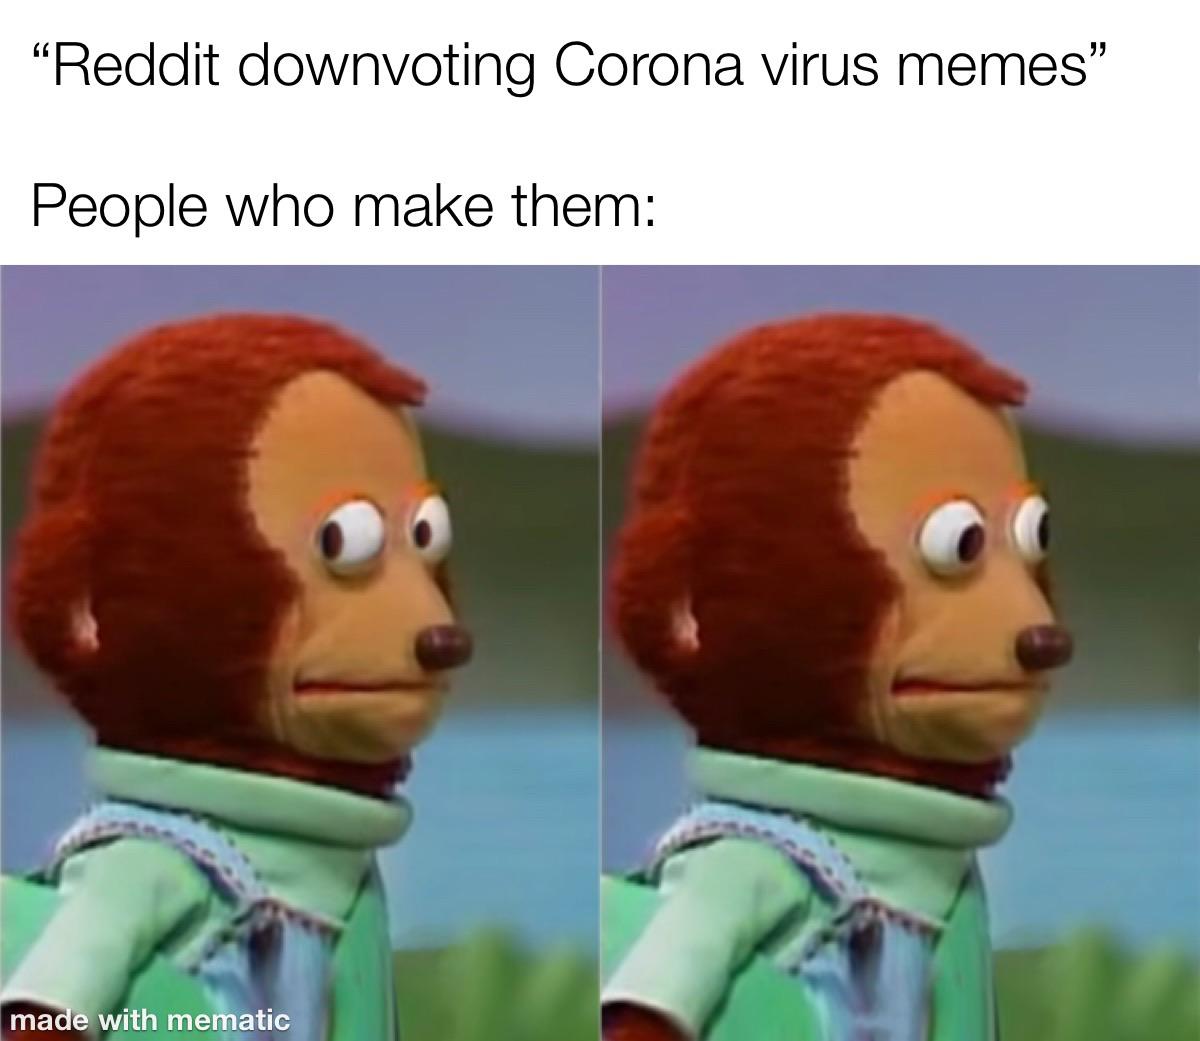 “Reddit downvoting Corona virus memes”
People who make them:
made with mematic